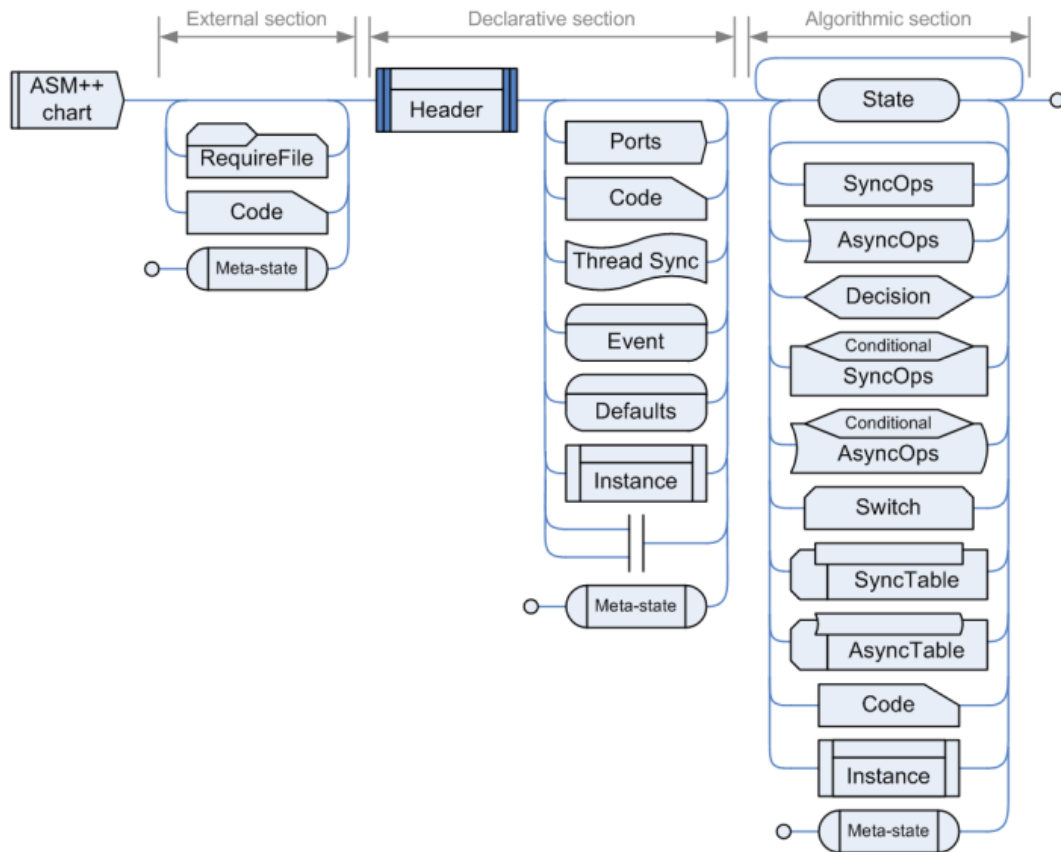 External section
Declarative section
Algorithmic section
ASM++
chart
RequireFile
Code
Meta-state
Header
Ports
Code
Thread Sync
Event
Defaults
Instance
Meta-state
State
SyncOps
AsyncOps
Decision
Conditional
SyncOps
Conditional
AsyncOps
Switch
SyncTable
AsyncTable
Code
Instance
Meta-state